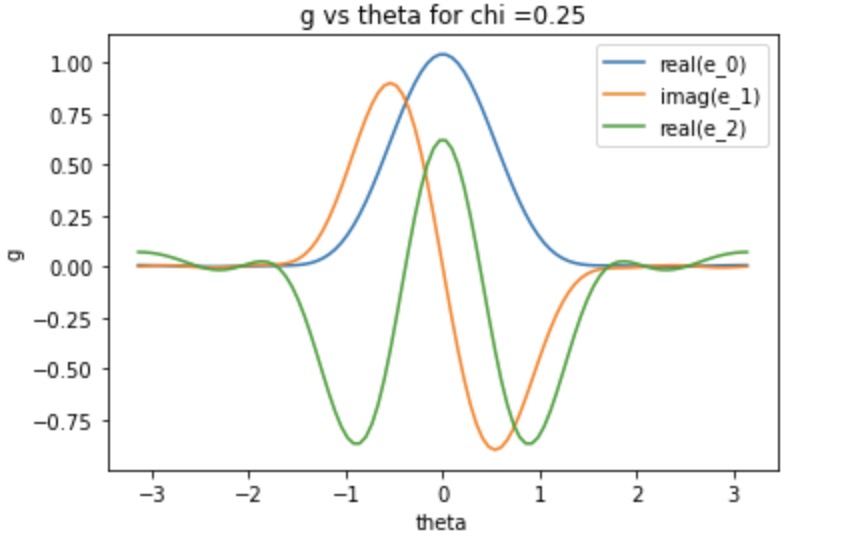 g vs theta for chi =0.25
real(e_0)
imag(e_1)
real(e_2)
1.00
0.75
0.50
0.25
0.00
−0.25
−0.50
−0.75
g
−3
−2
−1
0
1
2
3
theta